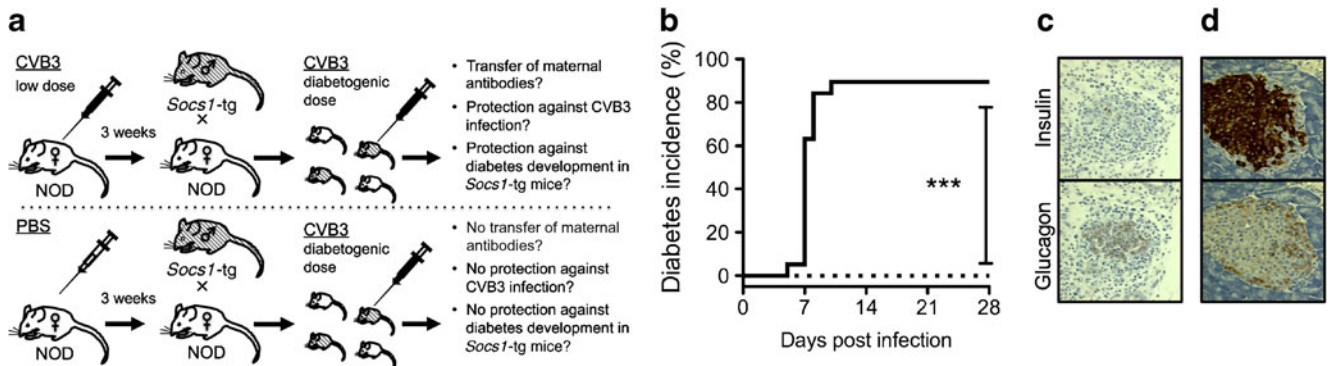 a
CVB3
low dose
3 weeks
Socs1-tg
×
♀
NOD
♂
♀
NOD
CVB3
diabetogenic
dose
• Transfer of maternal
antibodies?
• Protection against CVB3
infection?
• Protection against
diabetes development in
Socs1-tg mice?
PBS
3 weeks
Socs1-tg
×
♀
NOD
♂
♀
NOD
CVB3
diabetogenic
dose
• No transfer of maternal
antibodies?
• No protection against
CVB3 infection?
• No protection against
diabetes development in
Socs1-tg mice?
b
Diabetes incidence (%)
100
80
60
40
20
0
***
0 7 14 21 28
Days post infection
c
d
Insulin
Glucagon